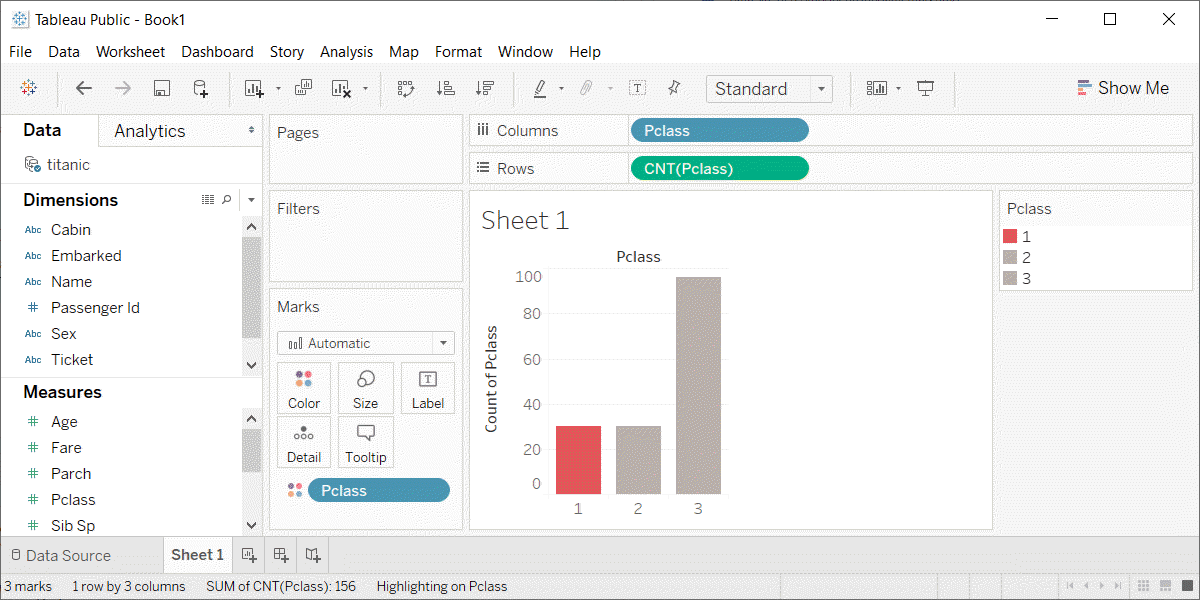 Tableau Public - Book1
File Data Worksheet Dashboard Story Analysis Map Format Window Help
Standard
Show Me
Data
Analytics
titanic
Dimensions
Abc Cabin
Abc Embarked
Abc Name
# Passenger Id
Abc Sex
Abc Ticket
Measures
# Age
# Fare
# Parch
# Pclass
# Sib Sp
Pages
Filters
Marks
Automatic
Color Size Label
Detail Tooltip
Pclass
Columns Pclass
Rows CNT(Pclass)
Sheet 1
Pclass
Count of Pclass
100
80
60
40
20
0
1 2 3
Pclass
1
2
3
Data Source Sheet 1
3 marks 1 row by 3 columns SUM of CNT(Pclass): 156 Highlighting on Pclass